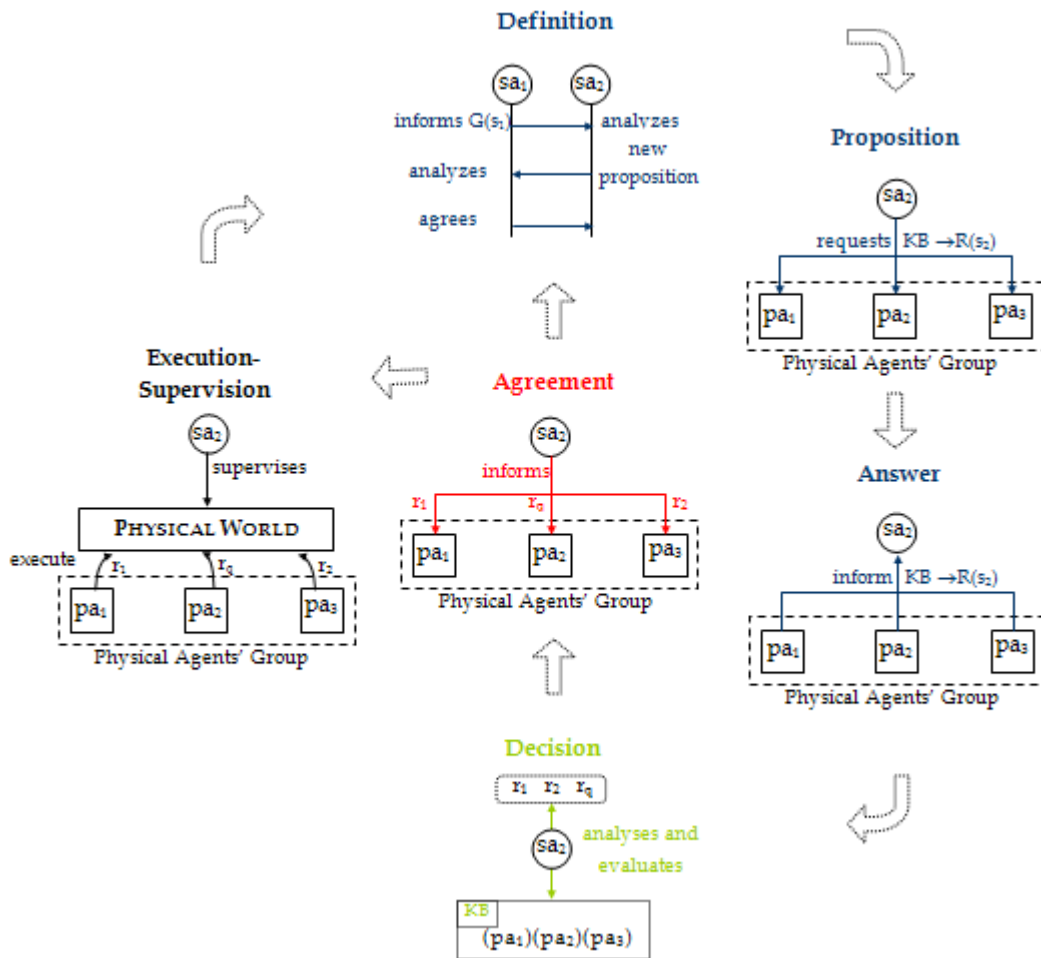 Definition
sa₁ sa₂
informs G(s₁) analyzes
new
analyzes proposition
agrees
Proposition
sa₂
requests KB →R(s₂)
pa₁ pa₂ pa₃
Physical Agents' Group
Execution-
Supervision
sa₂
supervises
PHYSICAL WORLD
execute r₁ r_q r₂
pa₁ pa₂ pa₃
Physical Agents' Group
Agreement
sa₂
informs
r₁ r_q r₂
pa₁ pa₂ pa₃
Physical Agents' Group
Answer
sa₂
inform KB →R(s₂)
pa₁ pa₂ pa₃
Physical Agents' Group
Decision
r₁ r₂ r_q
sa₂ analyses and
evaluates
KB
(pa₁)(pa₂)(pa₃)